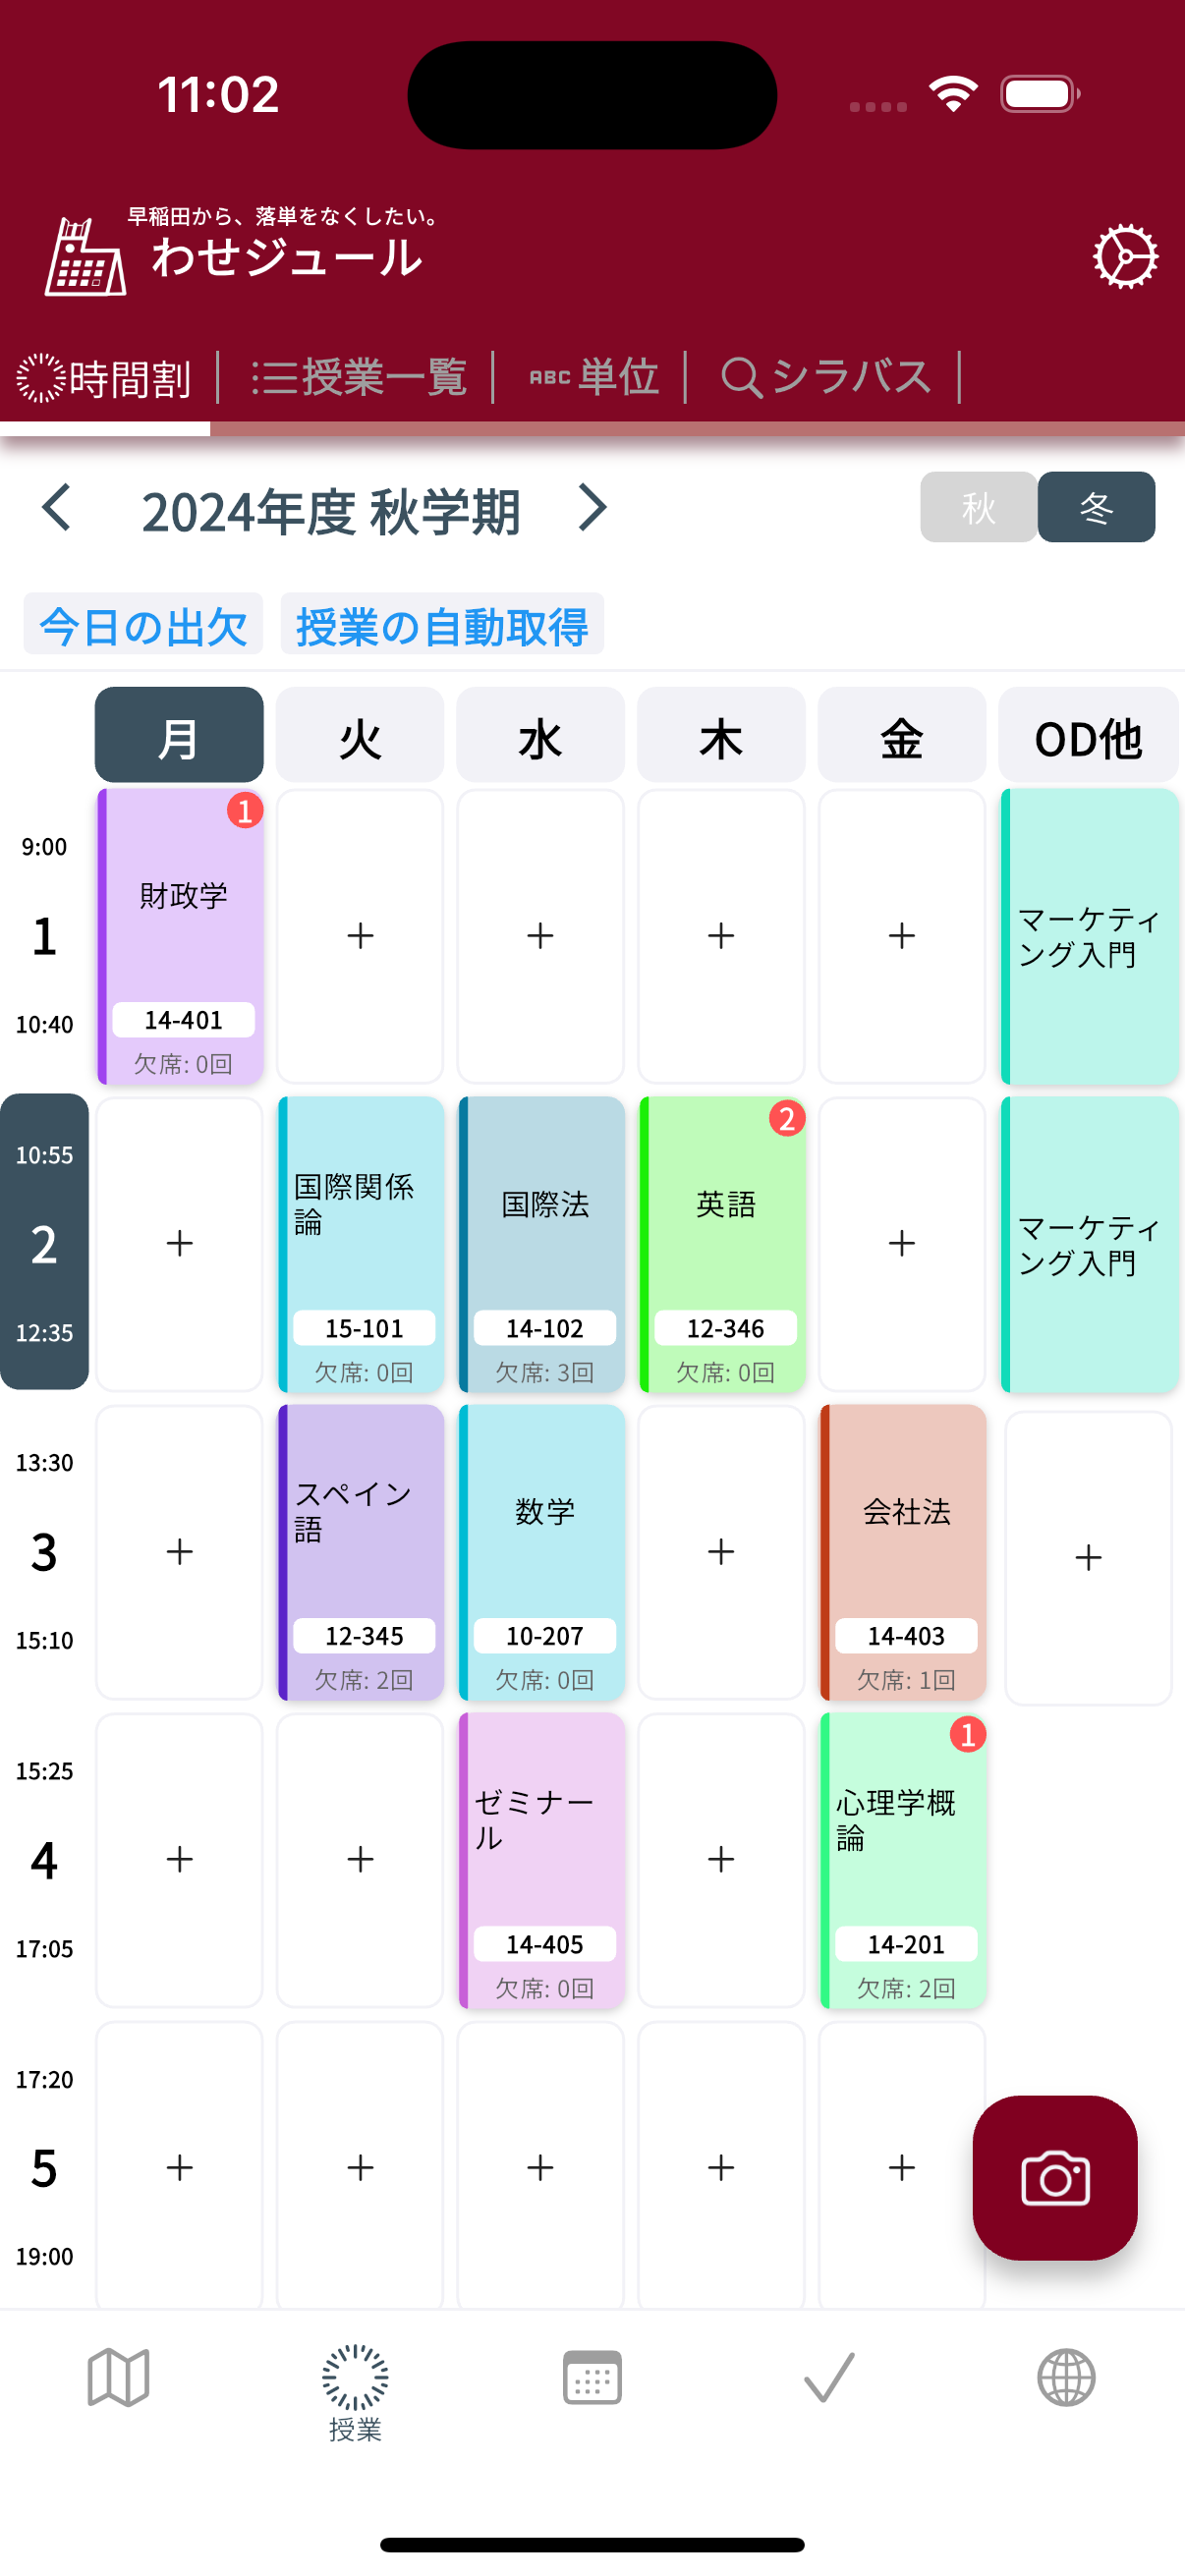 11:02
早稲田から、落単をなくしたい。
わせジュール
時間割 授業一覧 ABC 単位 シラバス
2024年度 秋学期 秋 冬
今日の出欠 授業の自動取得
月 火 水 木 金 OD他
9:00
1
10:40
1
財政学
14-401
欠席: 0回
+
+
+
+
マーケティ
ング入門
10:55
2
12:35
+
国際関係
論
15-101
欠席: 0回
国際法
14-102
欠席: 3回
2
英語
12-346
欠席: 0回
+
マーケティ
ング入門
13:30
3
15:10
+
スペイン
語
12-345
欠席: 2回
数学
10-207
欠席: 0回
+
会社法
14-403
欠席: 1回
+
15:25
4
17:05
+
+
ゼミナー
ル
14-405
欠席: 0回
+
1
心理学概
論
14-201
欠席: 2回
17:20
5
19:00
+
+
+
+
+
授業